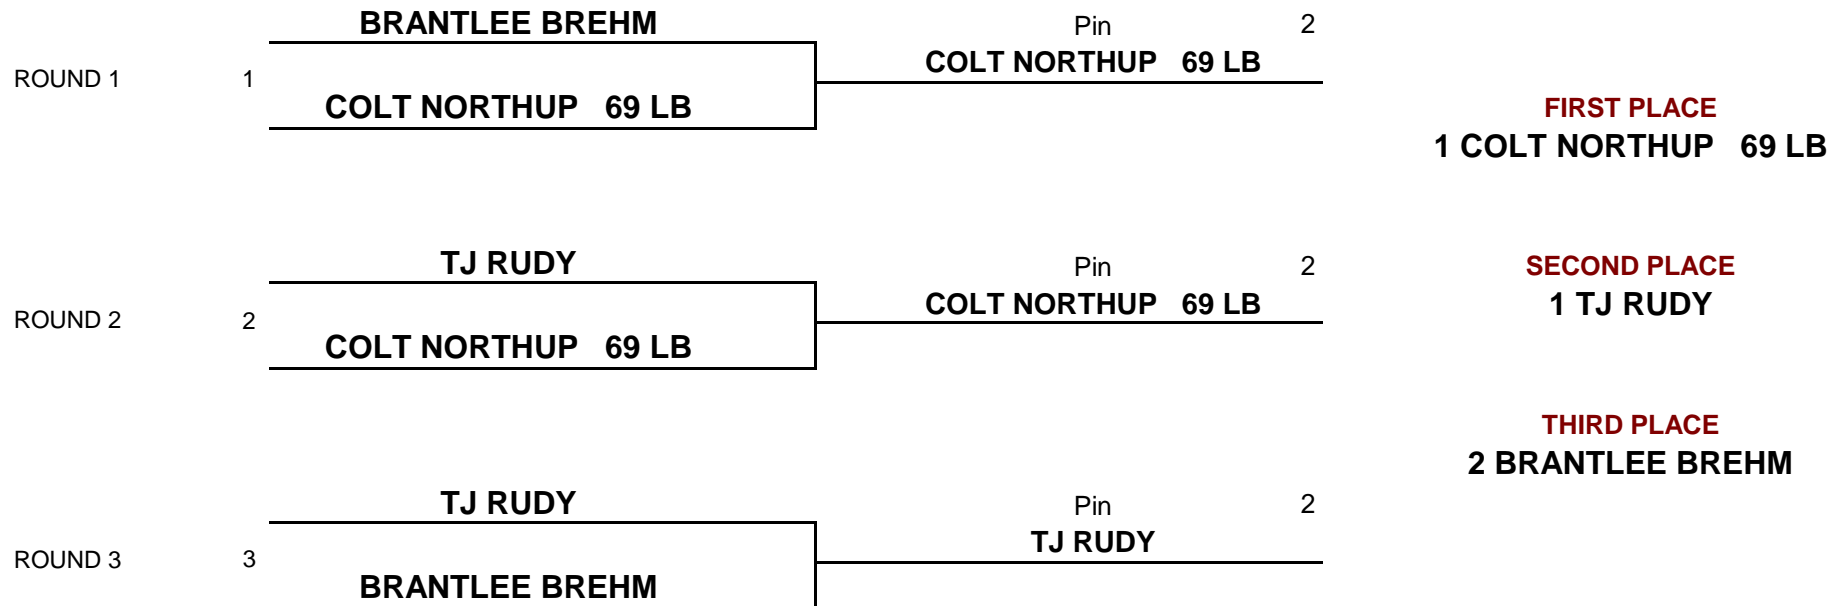 BRANTLEE BREHM
Pin 2
COLT NORTHUP 69 LB
ROUND 1 1
COLT NORTHUP 69 LB
FIRST PLACE
1 COLT NORTHUP 69 LB
TJ RUDY
Pin 2
SECOND PLACE
COLT NORTHUP 69 LB
1 TJ RUDY
ROUND 2 2
COLT NORTHUP 69 LB
THIRD PLACE
2 BRANTLEE BREHM
TJ RUDY
Pin 2
TJ RUDY
ROUND 3 3
BRANTLEE BREHM